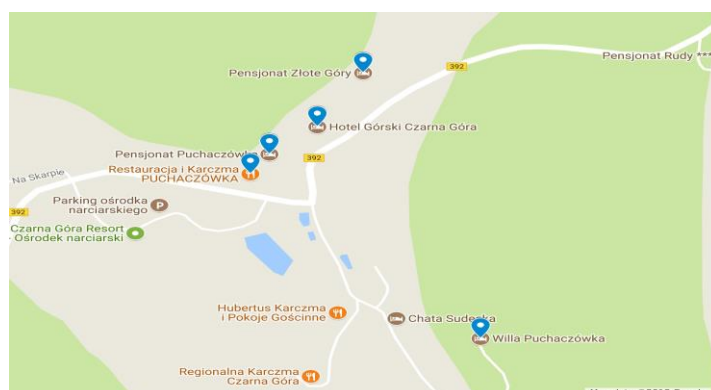 Pensjonat Rudy ***
392
Pensjonat Złote Góry
Hotel Górski Czarna Góra
Pensjonat Puchaczówka
392
Restauracja i Karczma
PUCHACZÓWKA
Na Skarpie
Parking ośrodka
narciarskiego
P
392
Czarna Góra Resort
- Ośrodek narciarski
Hubertus Karczma
i Pokoje Gościnne
Chata Sudecka
Willa Puchaczówka
Regionalna Karczma
Czarna Góra